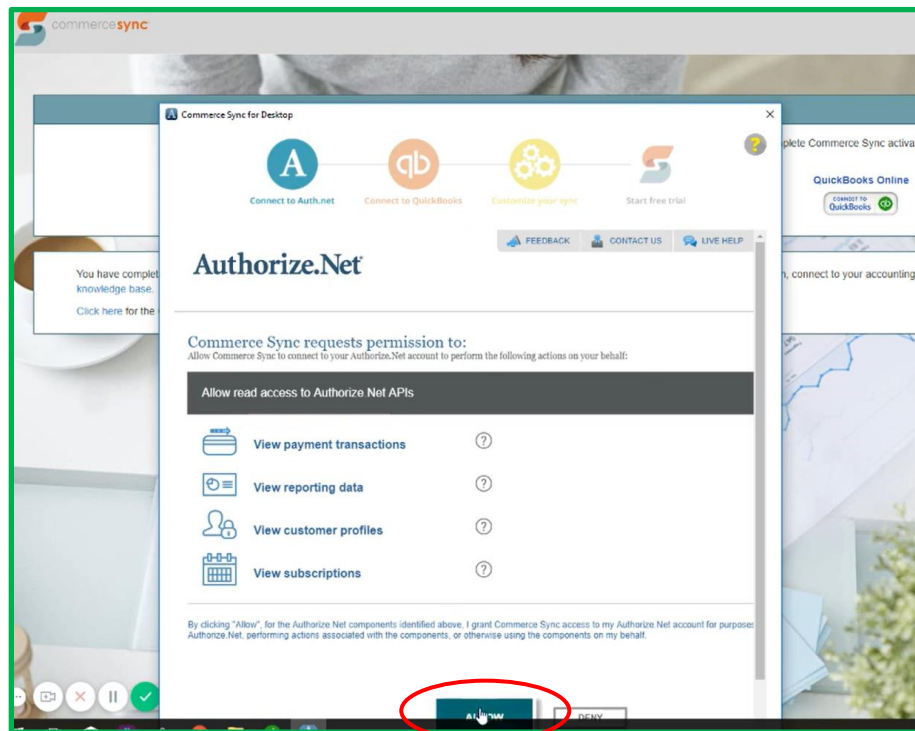 commercesync
Commerce Sync for Desktop
plete Commerce Sync activa
A
qb
?
Connect to Auth.net
Connect to QuickBooks
Customize your sync
Start free trial
QuickBooks Online
CONNECT TO
QuickBooks qb
FEEDBACK
CONTACT US
LIVE HELP
Authorize.Net
You have complet
n, connect to your accounting
knowledge base.
Click here for the
Commerce Sync requests permission to:
Allow Commerce Sync to connect to your Authorize.Net account to perform the following actions on your behalf:
Allow read access to Authorize.Net APIs
View payment transactions ?
View reporting data ?
View customer profiles ?
View subscriptions ?
By clicking "Allow", for the Authorize.Net components identified above, I grant Commerce Sync access to my Authorize.Net account for purposes
Authorize.Net, performing actions associated with the components, or otherwise using the components on my behalf.
ALLOW
DENY